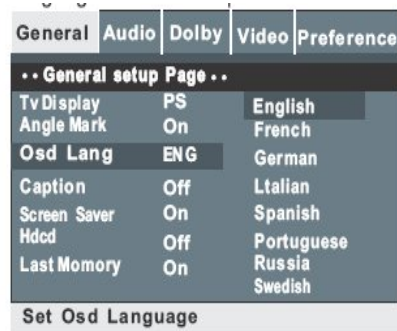 General Audio Dolby Video Preference
•• General setup Page ••
Tv Display PS English
Angle Mark On French
Osd Lang ENG German
Caption Off Ltalian
Screen Saver On Spanish
Hdcd Off Portuguese
Last Momory On Russia
Swedish
Set Osd Language